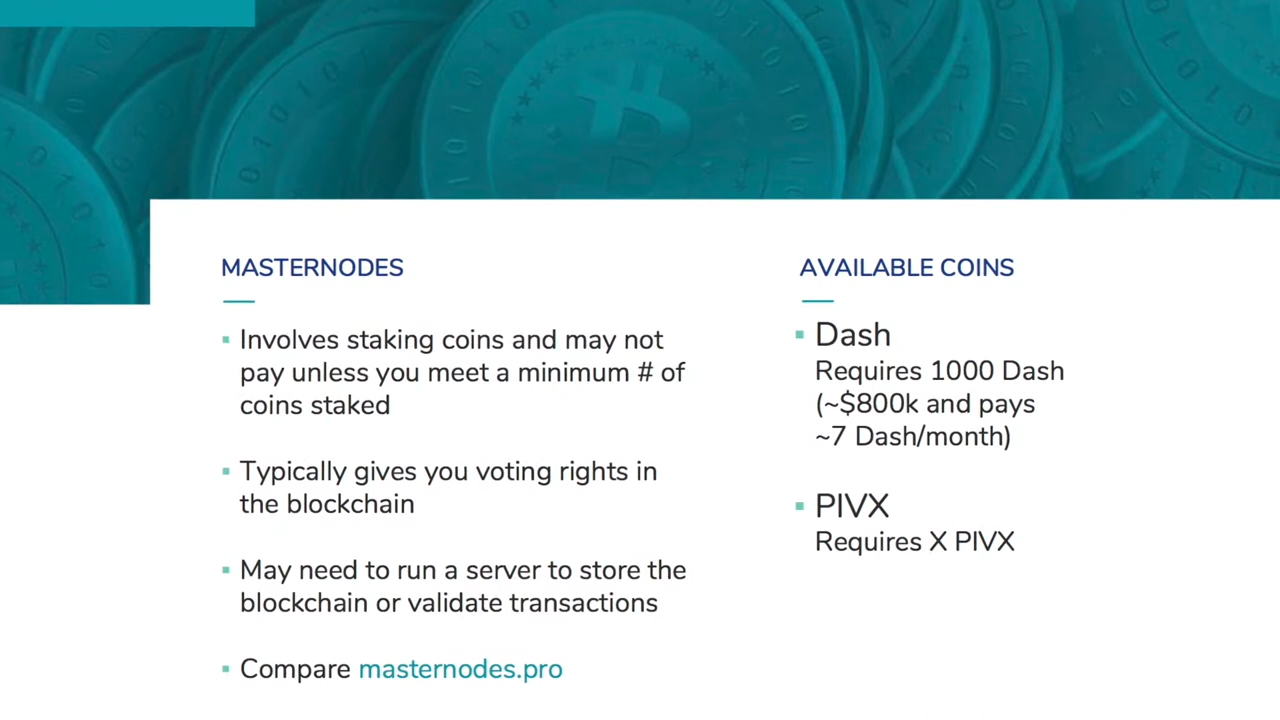 MASTERNODES
Involves staking coins and may not
pay unless you meet a minimum # of
coins staked
Typically gives you voting rights in
the blockchain
May need to run a server to store the
blockchain or validate transactions
Compare masternodes.pro
AVAILABLE COINS
Dash
Requires 1000 Dash
(~$800k and pays
~7 Dash/month)
PIVX
Requires X PIVX